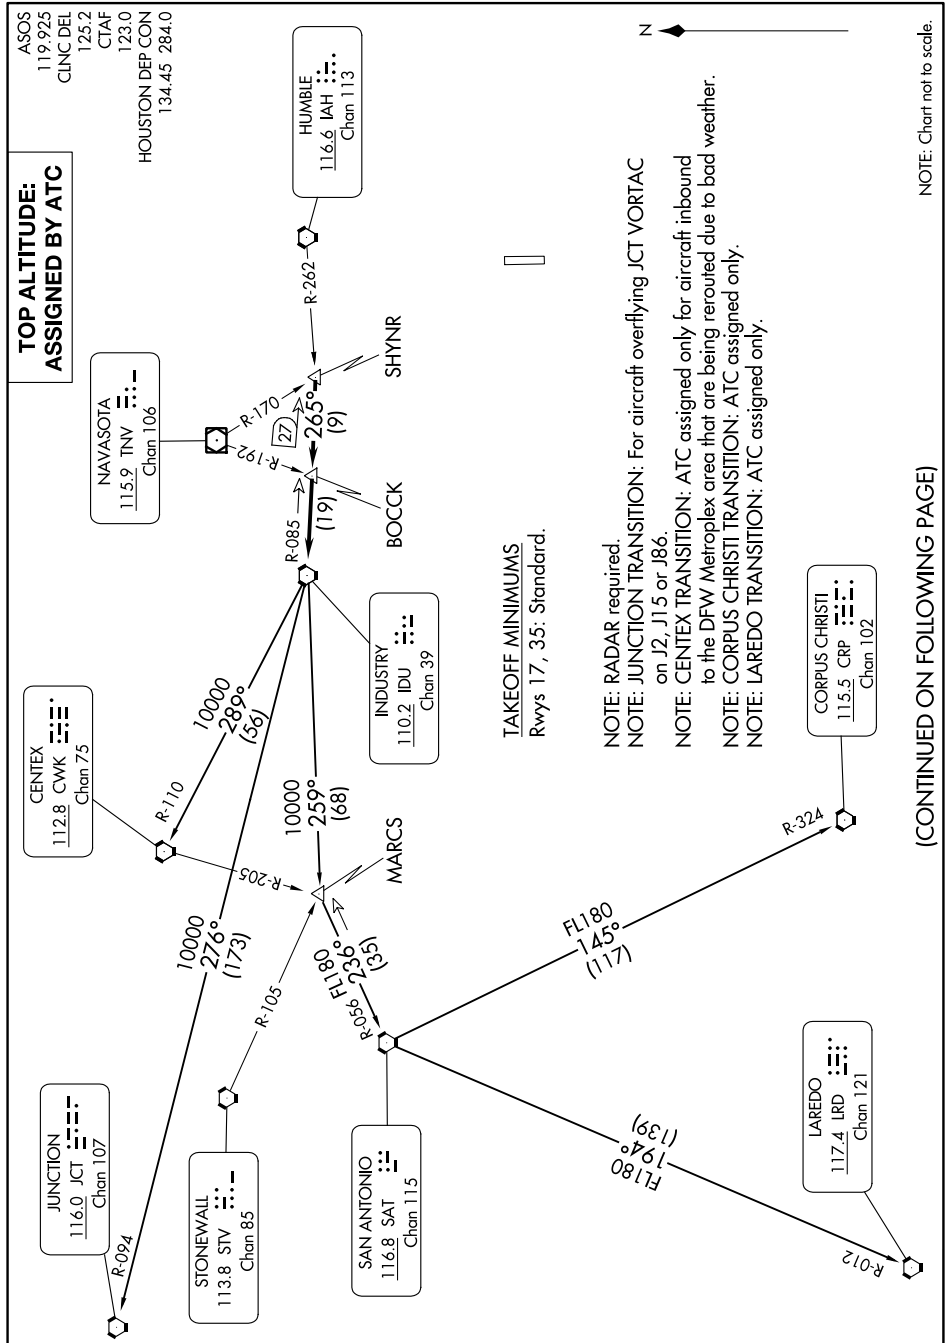 TOP ALTITUDE:
ASSIGNED BY ATC
ASOS
119.925
CLNC DEL
125.2
CTAF
123.0
HOUSTON DEP CON
134.45 284.0
JUNCTION
116.0 JCT
Chan 107
R-094
10000
276°
(173)
CENTEX
112.8 CWK
Chan 75
R-110
R-205
10000
289°
(56)
NAVASOTA
115.9 TNV
Chan 106
R-170
R-192
HUMBLE
116.6 IAH
Chan 113
R-262
SHYNR
27
265°
(9)
BOCCK
R-085
(19)
INDUSTRY
110.2 IDU
Chan 39
10000
259°
(68)
MARCS
STONEWALL
113.8 STV
Chan 85
R-105
FL180
236°
(35)
R-056
SAN ANTONIO
116.8 SAT
Chan 115
FL180
145°
(117)
R-324
CORPUS CHRISTI
115.5 CRP
Chan 102
FL180
194°
(139)
R-012
LAREDO
117.4 LRD
Chan 121
TAKEOFF MINIMUMS
Rwys 17, 35: Standard.
NOTE: RADAR required.
NOTE: JUNCTION TRANSITION: For aircraft overflying JCT VORTAC
on J2, J15 or J86.
NOTE: CENTEX TRANSITION: ATC assigned only for aircraft inbound
to the DFW Metroplex area that are being rerouted due to bad weather.
NOTE: CORPUS CHRISTI TRANSITION: ATC assigned only.
NOTE: LAREDO TRANSITION: ATC assigned only.
N
(CONTINUED ON FOLLOWING PAGE)
NOTE: Chart not to scale.